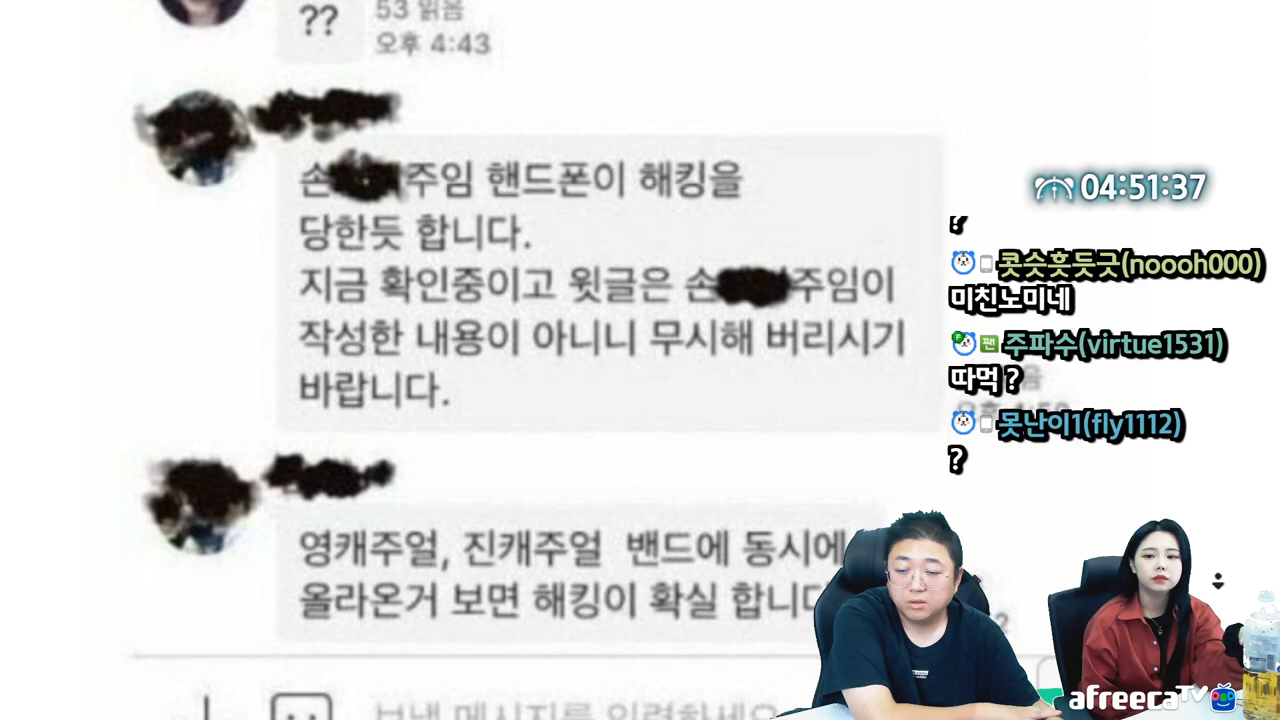 ??
53 읽음
오후 4:43
손 주임 핸드폰이 해킹을
당한듯 합니다.
지금 확인중이고 윗글은 손 주임이
작성한 내용이 아니니 무시해 버리시기
바랍니다.
영캐주얼, 진캐주얼 밴드에 동시에
올라온거 보면 해킹이 확실 합니다
04:51:37
?
콧숫흣듯긋(noooh000)
미친노미네
주파수(virtue1531)
따먹 ?
못난이1(fly1112)
?
afreecaTV